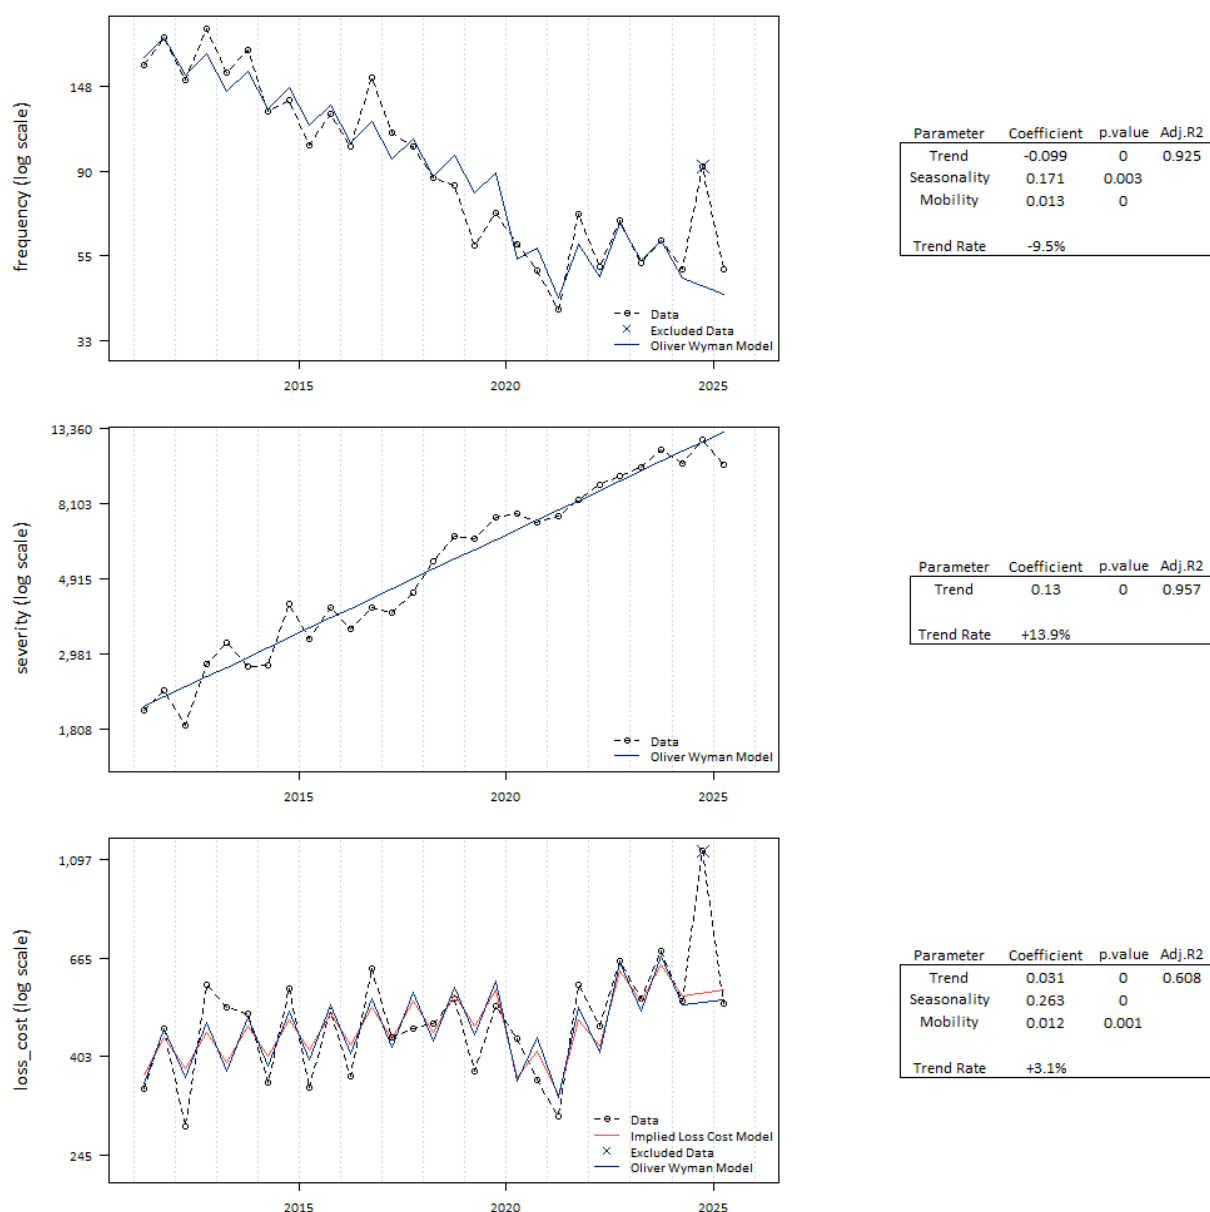 frequency (log scale)
148
90
55
33
Data
Excluded Data
Oliver Wyman Model
2015 2020 2025
Parameter Coefficient p.value Adj.R2
Trend -0.099 0 0.925
Seasonality 0.171 0.003
Mobility 0.013 0
Trend Rate -9.5%
severity (log scale)
13,360
8,103
4,915
2,981
1,808
Data
Oliver Wyman Model
2015 2020 2025
Parameter Coefficient p.value Adj.R2
Trend 0.13 0 0.957
Trend Rate +13.9%
loss_cost (log scale)
1,097
665
403
245
Data
Implied Loss Cost Model
Excluded Data
Oliver Wyman Model
2015 2020 2025
Parameter Coefficient p.value Adj.R2
Trend 0.031 0 0.608
Seasonality 0.263 0
Mobility 0.012 0.001
Trend Rate +3.1%